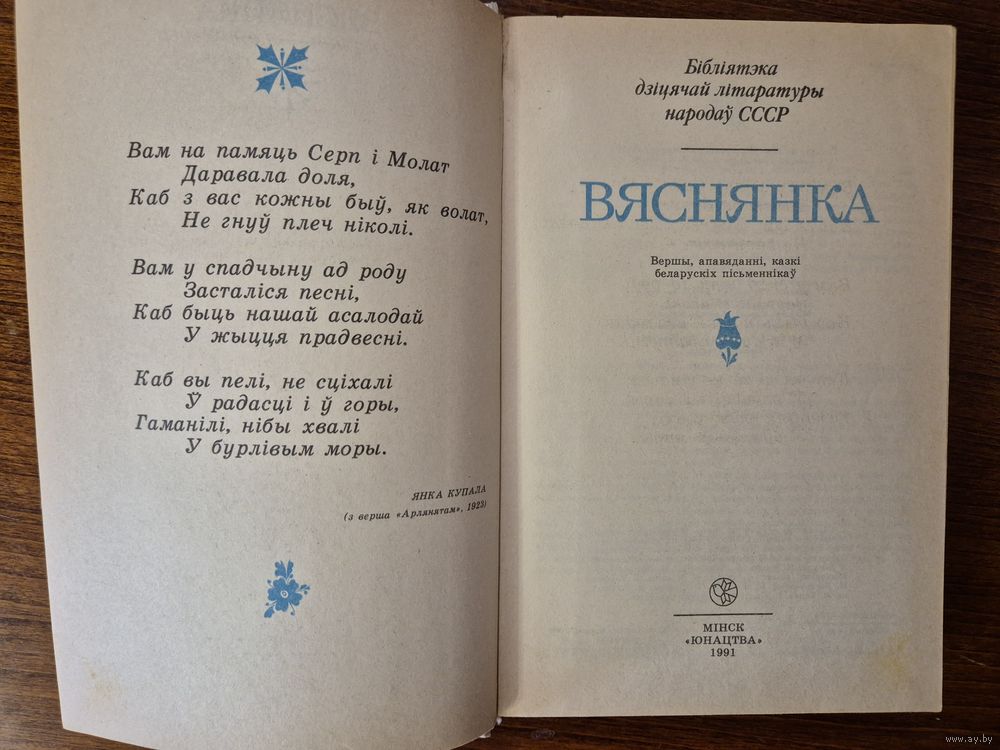 Вам на памяць Серп і Молат
Даравала доля,
Каб з вас кожны быў, як волат,
Не гнуў плеч ніколі.
Вам у спадчыну ад роду
Засталіся песні,
Каб быць нашай асалодай
У жыцця прадвесні.
Каб вы пелі, не сціхалі
Ў радасці і ў горы,
Гаманілі, нібы хвалі
У бурлівым моры.
ЯНКА КУПАЛА
(з верша «Арлянятам», 1923)
Бібліятэка
дзіцячай літаратуры
народаў СССР
ВЯСНЯНКА
Вершы, апавяданні, казкі
беларускіх пісьменнікаў
МІНСК
«ЮНАЦТВА»
1991
www.ay.by